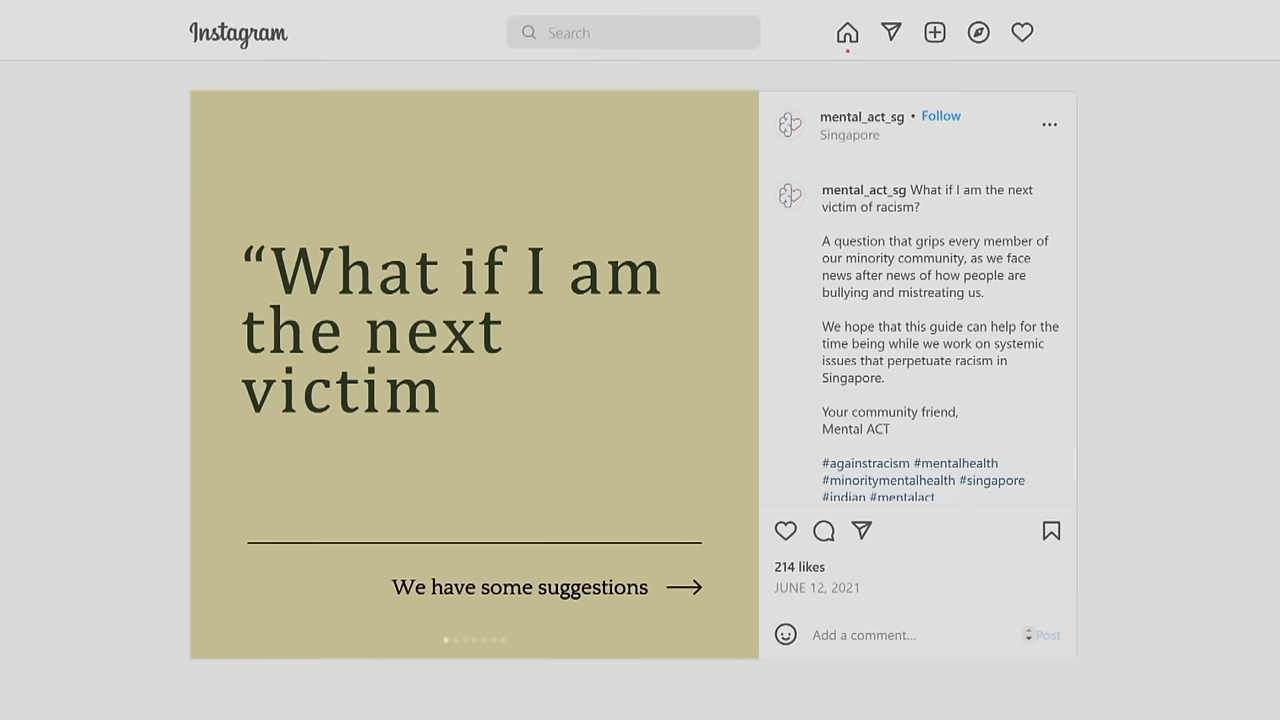 Instagram
Search
“What if I am
the next
victim
We have some suggestions
mental_act_sg • Follow
Singapore
mental_act_sg What if I am the next
victim of racism?
A question that grips every member of
our minority community, as we face
news after news of how people are
bullying and mistreating us.
We hope that this guide can help for the
time being while we work on systemic
issues that perpetuate racism in
Singapore.
Your community friend,
Mental ACT
#againstracism #mentalhealth
#minoritymentalhealth #singapore
#indian #mentalact
214 likes
JUNE 12, 2021
Add a comment...
Post